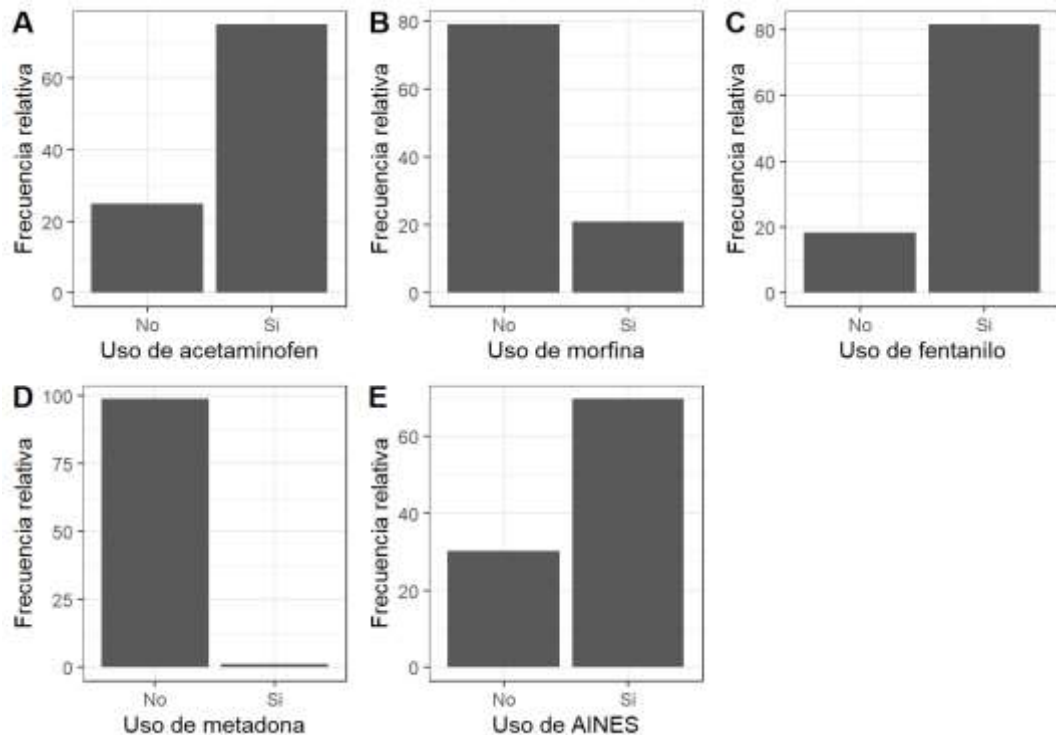 A
Frecuencia relativa
60
40
20
0
No
Si
Uso de acetaminofen
B
Frecuencia relativa
80
60
40
20
0
No
Si
Uso de morfina
C
Frecuencia relativa
80
60
40
20
0
No
Si
Uso de fentanilo
D
Frecuencia relativa
100
75
50
25
0
No
Si
Uso de metadona
E
Frecuencia relativa
60
40
20
0
No
Si
Uso de AINES